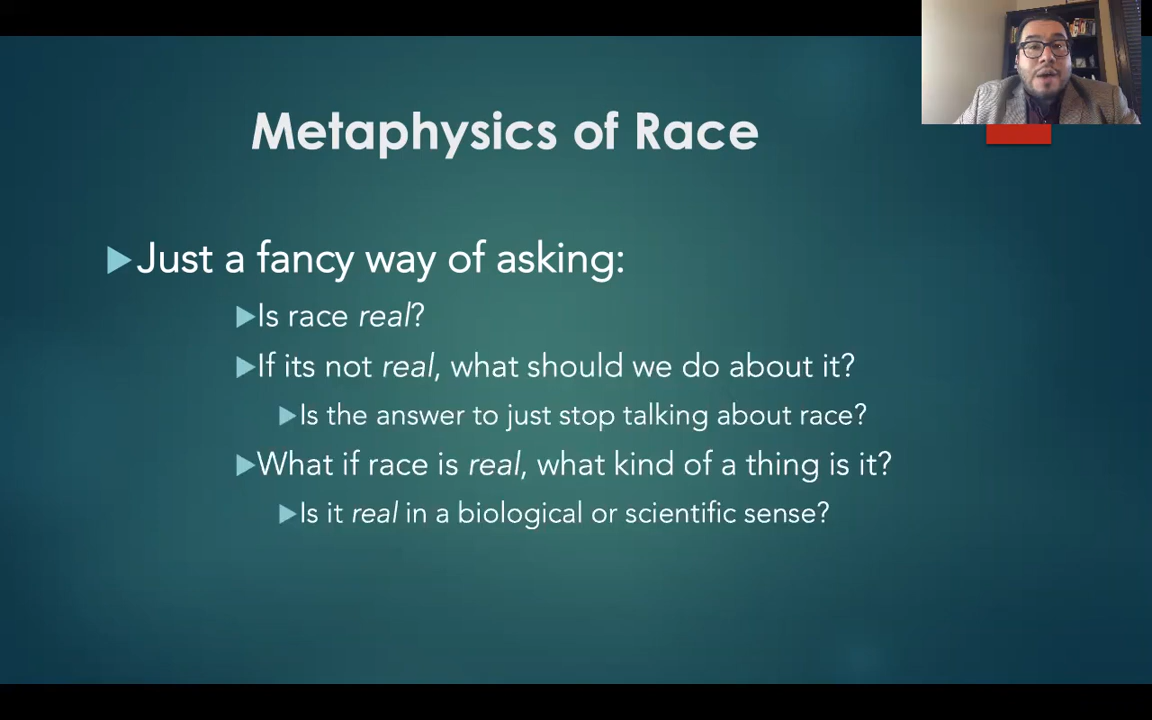 Metaphysics of Race
Just a fancy way of asking:
Is race real?
If its not real, what should we do about it?
Is the answer to just stop talking about race?
What if race is real, what kind of a thing is it?
Is it real in a biological or scientific sense?